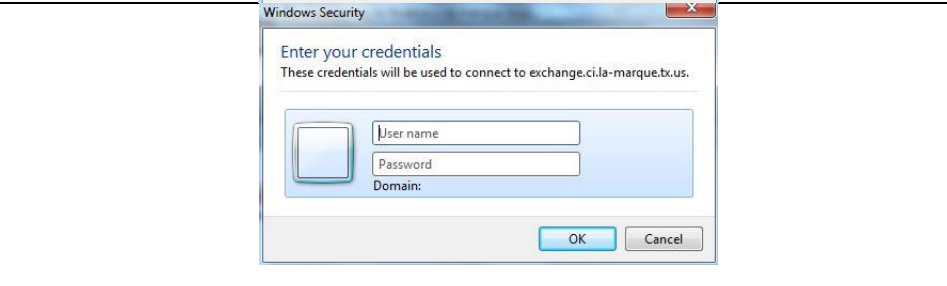 Windows Security
Enter your credentials
These credentials will be used to connect to exchange.ci.la-marque.tx.us.
User name
Password
Domain:
OK Cancel